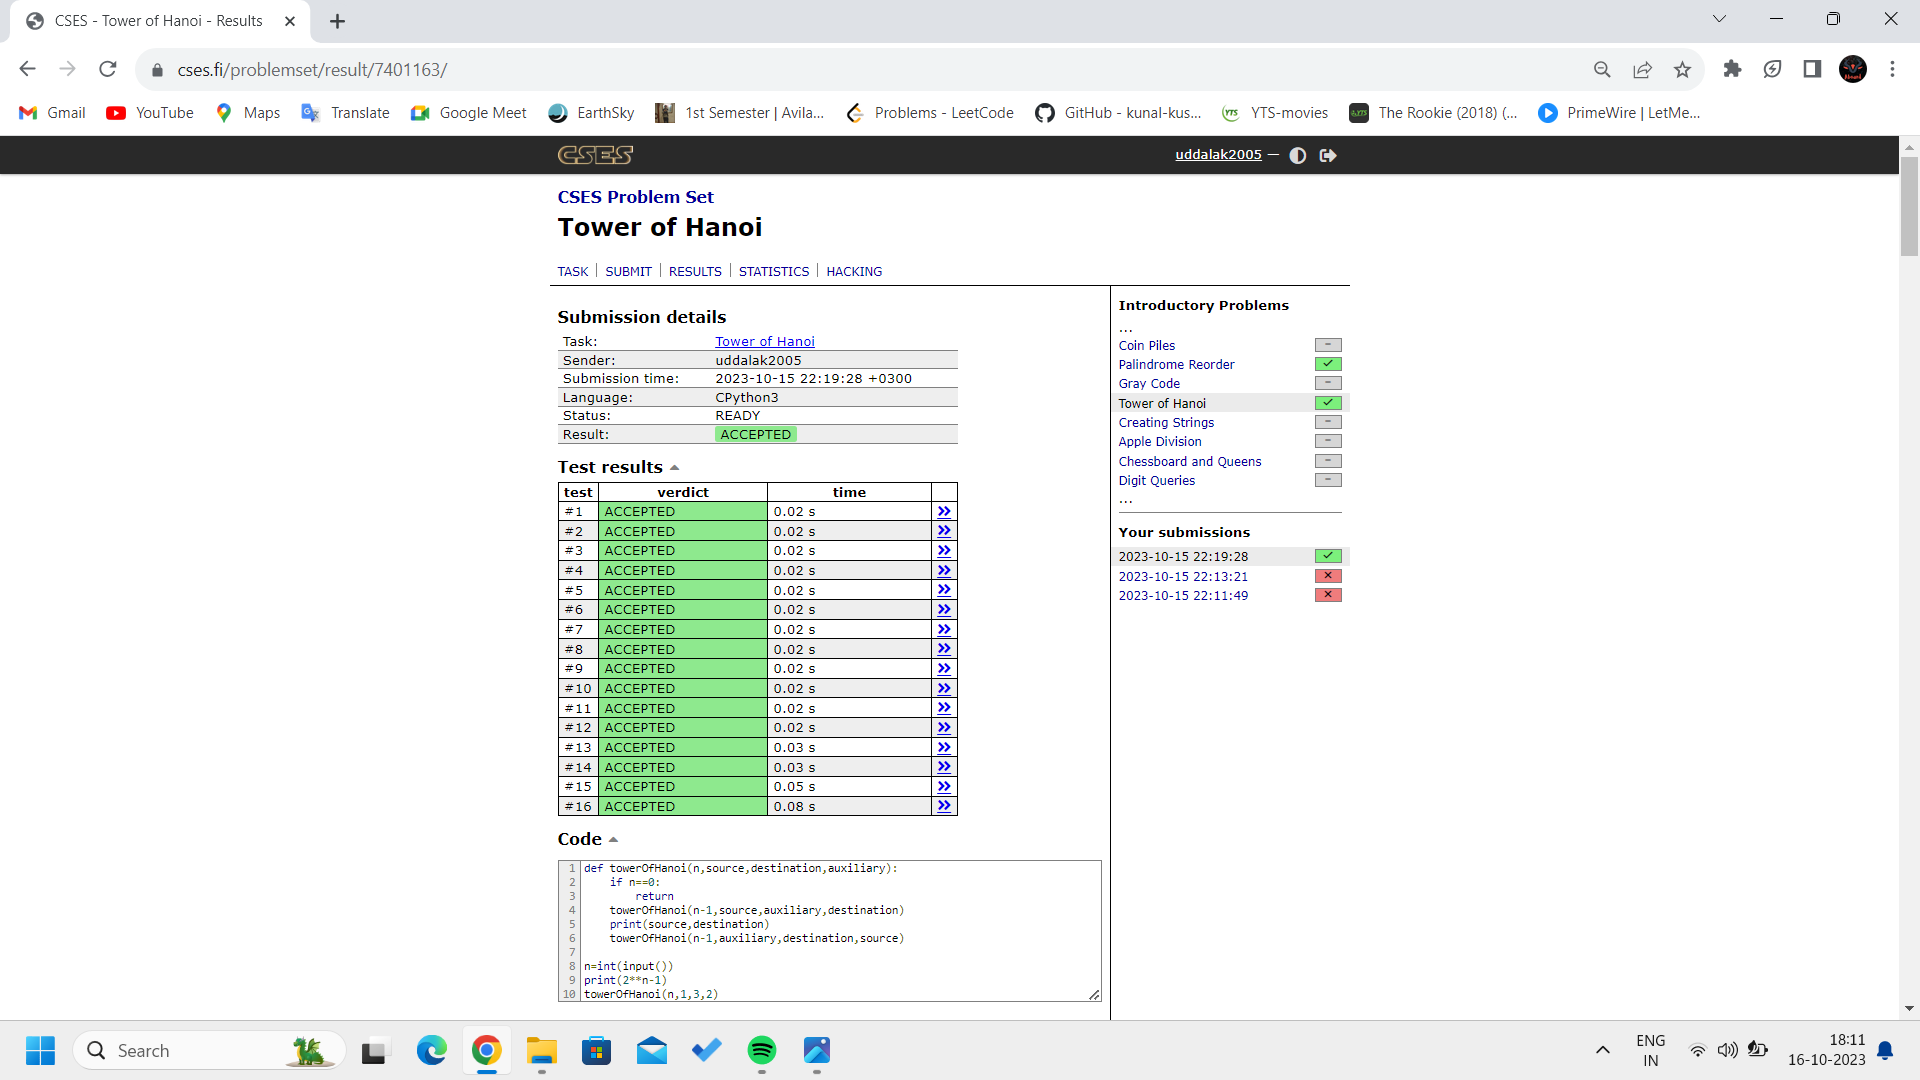 CSES - Tower of Hanoi - Results
cses.fi/problemset/result/7401163/
Gmail YouTube Maps Translate Google Meet EarthSky 1st Semester | Avila... Problems - LeetCode GitHub - kunal-kus... YTS-movies The Rookie (2018) (... PrimeWire | LetMe...
CSES
uddalak2005 —
CSES Problem Set
Tower of Hanoi
TASK | SUBMIT | RESULTS | STATISTICS | HACKING
Submission details
Task: Tower of Hanoi
Sender: uddalak2005
Submission time: 2023-10-15 22:19:28 +0300
Language: CPython3
Status: READY
Result: ACCEPTED
Test results
test verdict time
#1 ACCEPTED 0.02 s »
#2 ACCEPTED 0.02 s »
#3 ACCEPTED 0.02 s »
#4 ACCEPTED 0.02 s »
#5 ACCEPTED 0.02 s »
#6 ACCEPTED 0.02 s »
#7 ACCEPTED 0.02 s »
#8 ACCEPTED 0.02 s »
#9 ACCEPTED 0.02 s »
#10 ACCEPTED 0.02 s »
#11 ACCEPTED 0.02 s »
#12 ACCEPTED 0.02 s »
#13 ACCEPTED 0.03 s »
#14 ACCEPTED 0.03 s »
#15 ACCEPTED 0.05 s »
#16 ACCEPTED 0.08 s »
Code
1 def towerOfHanoi(n,source,destination,auxiliary):
2     if n==0:
3         return
4     towerOfHanoi(n-1,source,auxiliary,destination)
5     print(source,destination)
6     towerOfHanoi(n-1,auxiliary,destination,source)
7
8 n=int(input())
9 print(2**n-1)
10 towerOfHanoi(n,1,3,2)
Introductory Problems
...
Coin Piles –
Palindrome Reorder ✓
Gray Code –
Tower of Hanoi ✓
Creating Strings –
Apple Division –
Chessboard and Queens –
Digit Queries –
...
Your submissions
2023-10-15 22:19:28 ✓
2023-10-15 22:13:21 ×
2023-10-15 22:11:49 ×
Search
ENG
IN
18:11
16-10-2023